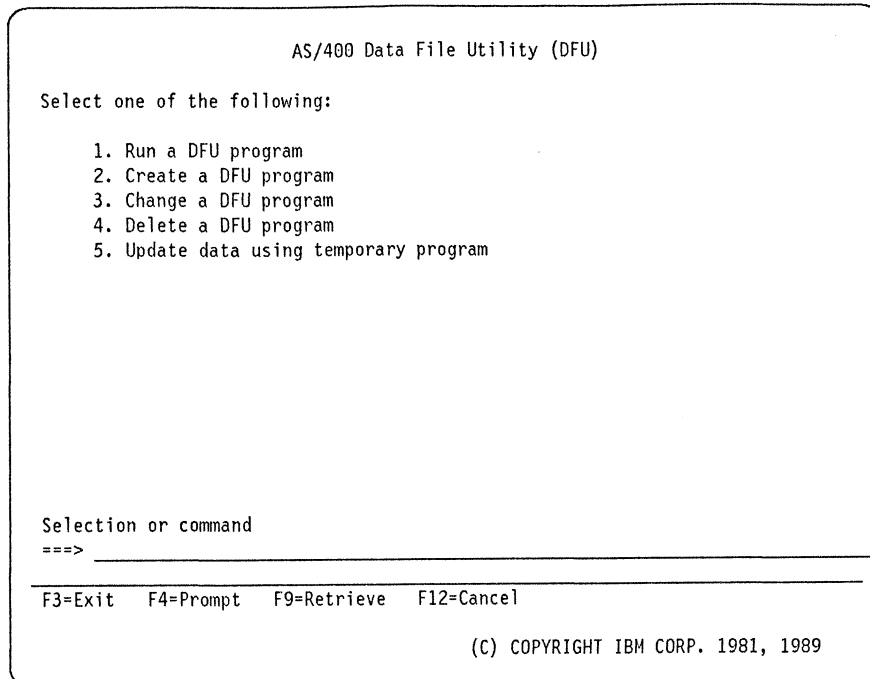 AS/400 Data File Utility (DFU)
Select one of the following:
1. Run a DFU program
2. Create a DFU program
3. Change a DFU program
4. Delete a DFU program
5. Update data using temporary program
Selection or command
===>
F3=Exit F4=Prompt F9=Retrieve F12=Cancel
(C) COPYRIGHT IBM CORP. 1981, 1989